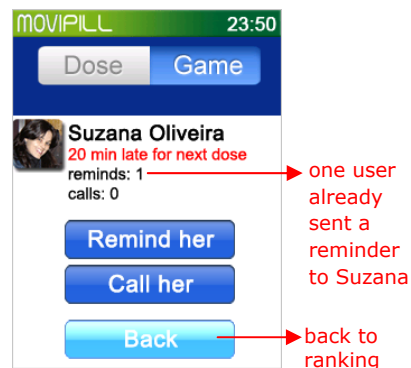 MOVIPILL 23:50
Dose Game
Suzana Oliveira
20 min late for next dose
reminds: 1
calls: 0
one user
already
sent a
reminder
to Suzana
Remind her
Call her
Back
back to
ranking